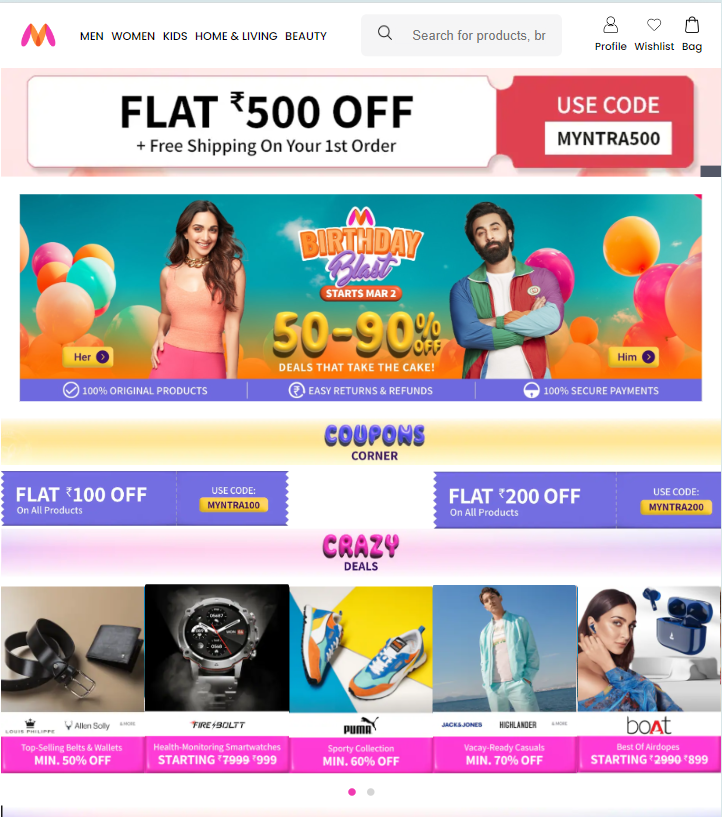 MEN WOMEN KIDS HOME & LIVING BEAUTY
Search for products, br
Profile Wishlist Bag
FLAT ₹500 OFF
+ Free Shipping On Your 1st Order
USE CODE
MYNTRA500
BIRTHDAY
Blast
STARTS MAR 2
50-90% OFF
DEALS THAT TAKE THE CAKE!
Her
Him
100% ORIGINAL PRODUCTS
EASY RETURNS & REFUNDS
100% SECURE PAYMENTS
COUPONS
CORNER
FLAT ₹100 OFF
On All Products
USE CODE:
MYNTRA100
FLAT ₹200 OFF
On All Products
USE CODE:
MYNTRA200
CRAZY
DEALS
LOUIS PHILIPPE Allen Solly & MORE
Top-Selling Belts & Wallets
MIN. 50% OFF
FIRE-BOLTT
Health-Monitoring Smartwatches
STARTING ₹7999 ₹999
PUMA
Sporty Collection
MIN. 60% OFF
JACK&JONES HIGHLANDER & MORE
Vacay-Ready Casuals
MIN. 70% OFF
boAt
Best Of Airdopes
STARTING ₹2990 ₹899